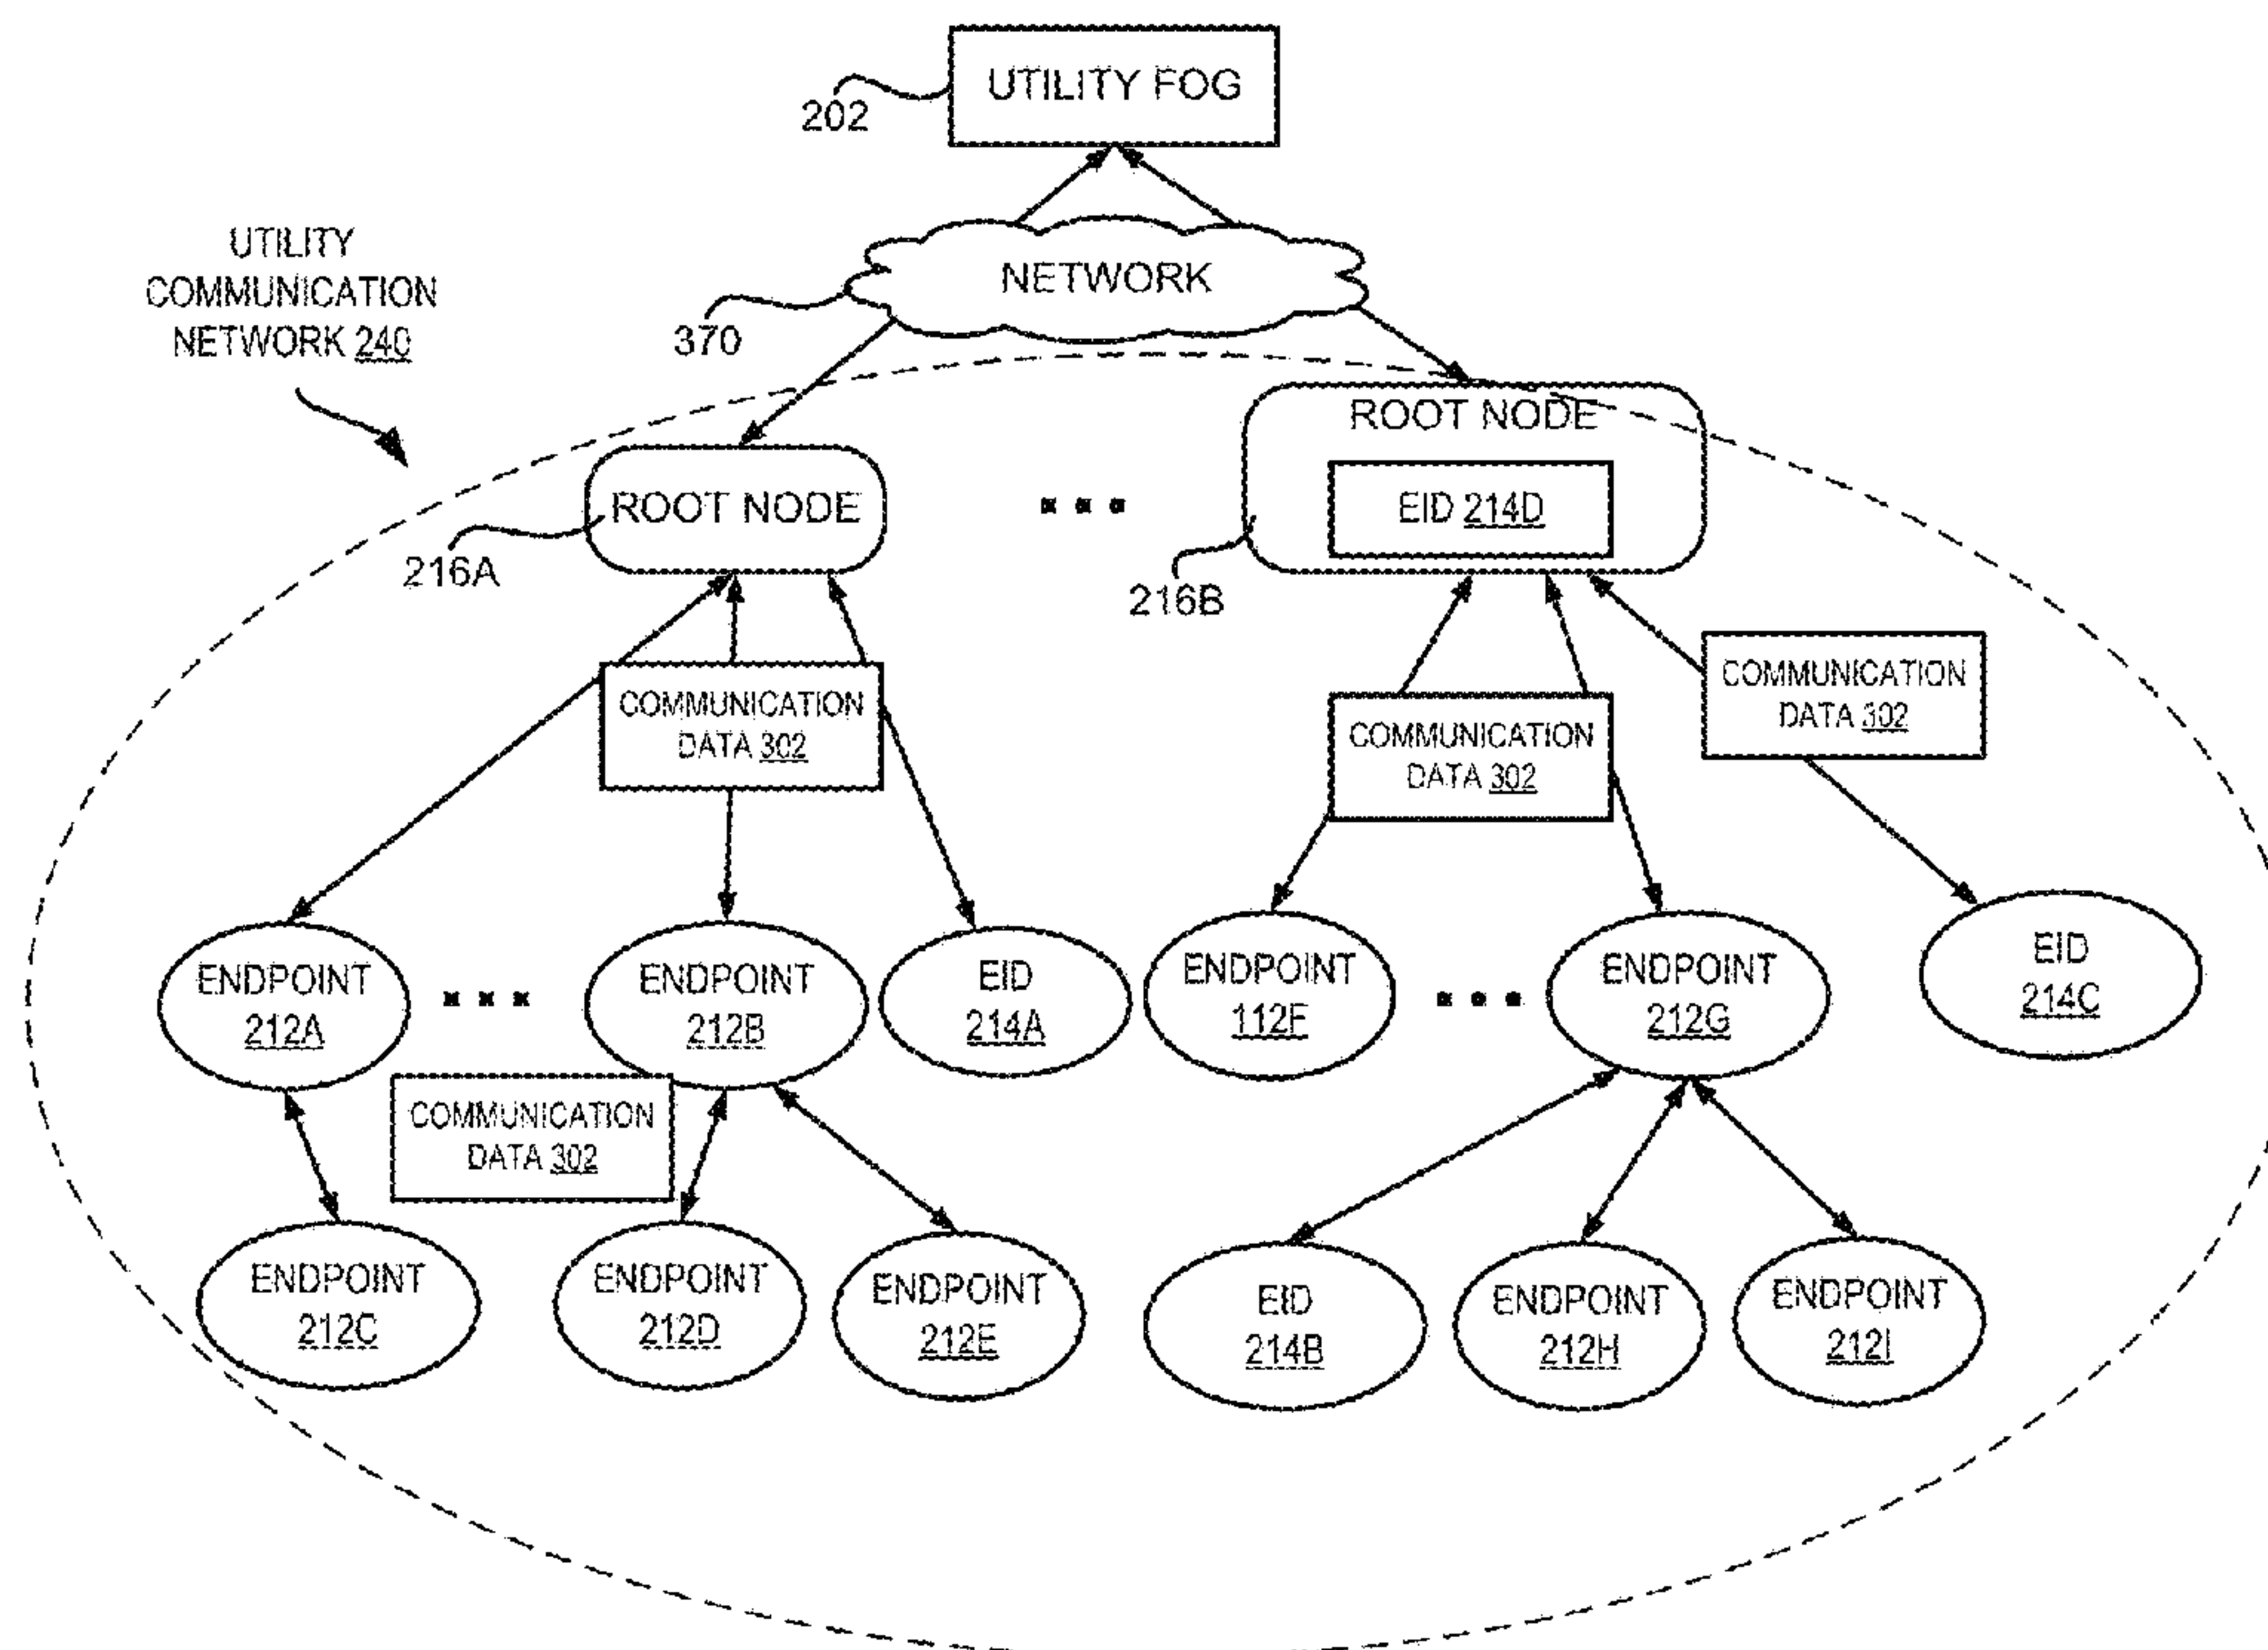 UTILITY FOG
202
UTILITY
COMMUNICATION
NETWORK 240
NETWORK
370
ROOT NODE
216A
ROOT NODE
EID 214D
216B
COMMUNICATION
DATA 302
COMMUNICATION
DATA 302
COMMUNICATION
DATA 302
ENDPOINT
212A
ENDPOINT
212B
EID
214A
ENDPOINT
112F
ENDPOINT
212G
EID
214C
COMMUNICATION
DATA 302
ENDPOINT
212C
ENDPOINT
212D
ENDPOINT
212E
EID
214B
ENDPOINT
212H
ENDPOINT
212I